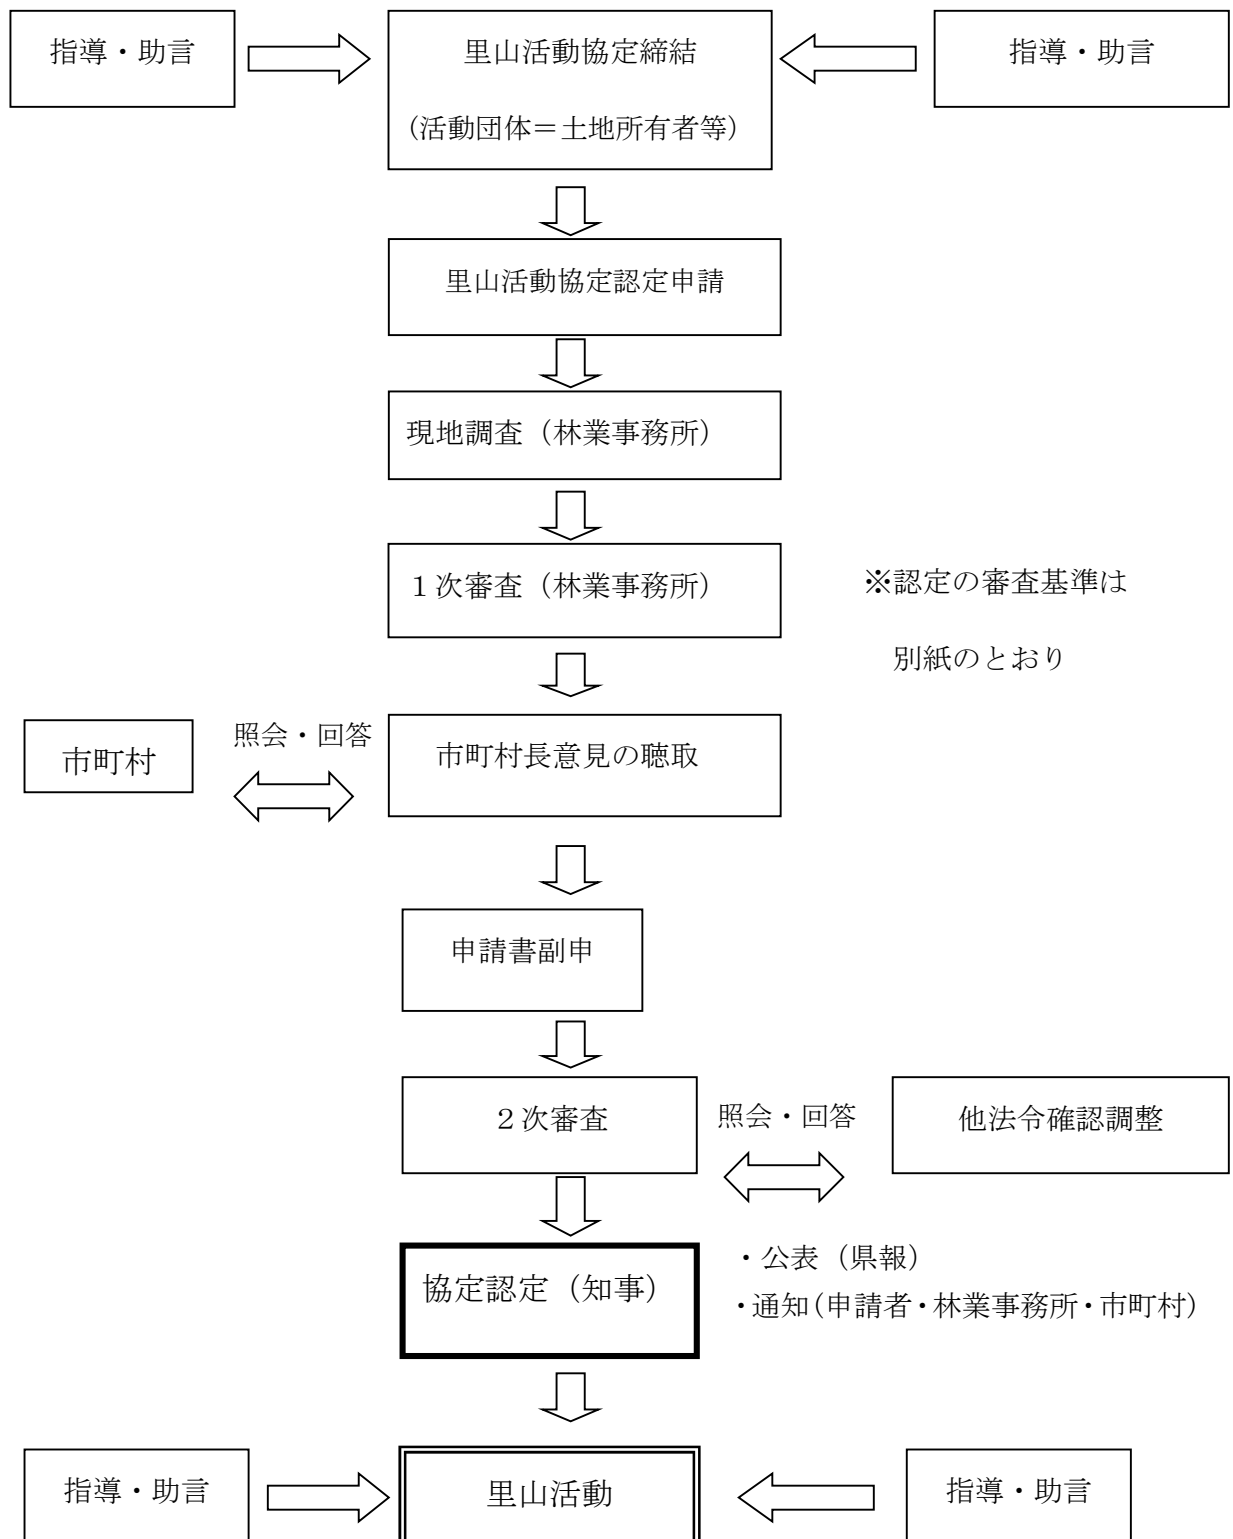 指導・助言
里山活動協定締結
指導・助言
(活動団体＝土地所有者等)
里山活動協定認定申請
現地調査（林業事務所）
１次審査（林業事務所）
※認定の審査基準は
別紙のとおり
市町村
照会・回答
市町村長意見の聴取
申請書副申
２次審査
照会・回答
他法令確認調整
協定認定（知事）
・公表（県報）
・通知（申請者・林業事務所・市町村）
指導・助言
里山活動
指導・助言